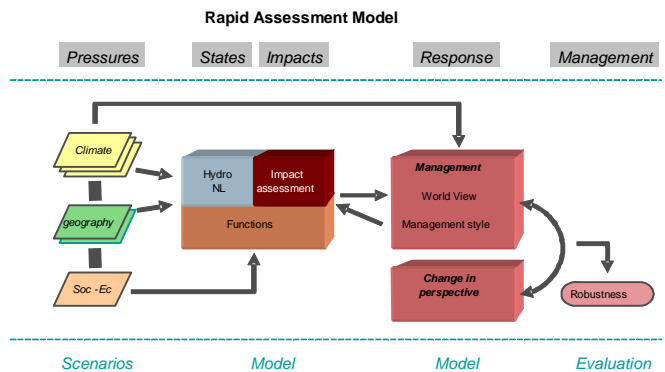 Rapid Assessment Model
Pressures
States
Impacts
Response
Management
Climate
geography
Soc - Ec
Hydro
NL
Impact
assessment
Functions
Management
World View
Management style
Change in
perspective
Robustness
Scenarios
Model
Model
Evaluation